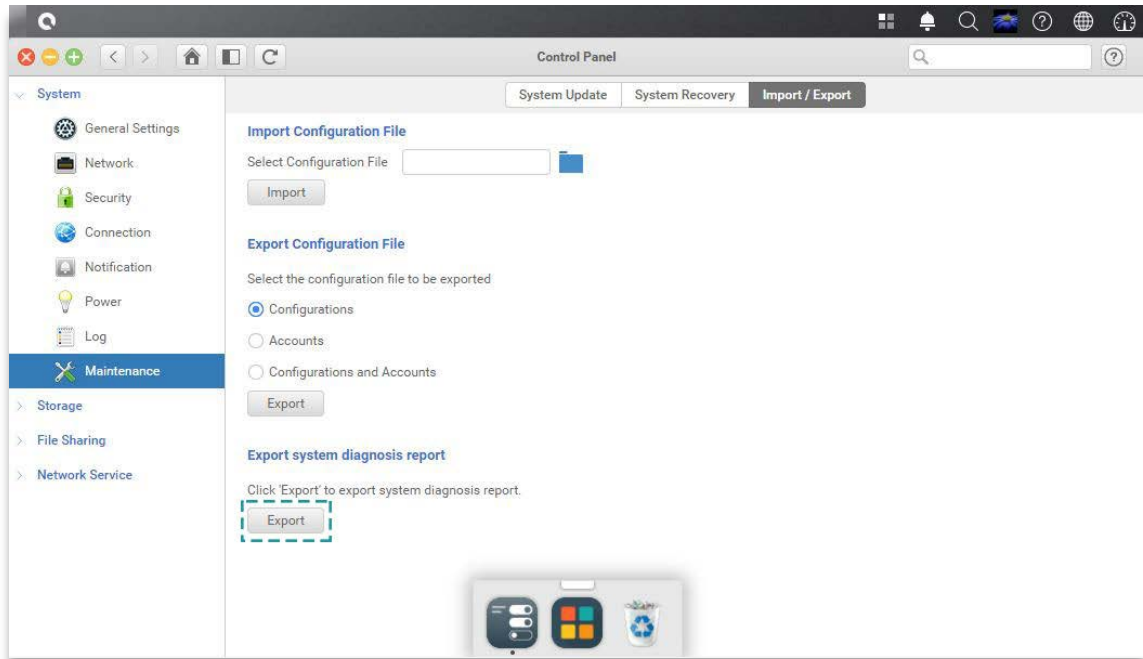 Control Panel
System
General Settings
Network
Security
Connection
Notification
Power
Log
Maintenance
Storage
File Sharing
Network Service
System Update System Recovery Import / Export
Import Configuration File
Select Configuration File
Import
Export Configuration File
Select the configuration file to be exported
Configurations
Accounts
Configurations and Accounts
Export
Export system diagnosis report
Click 'Export' to export system diagnosis report.
Export